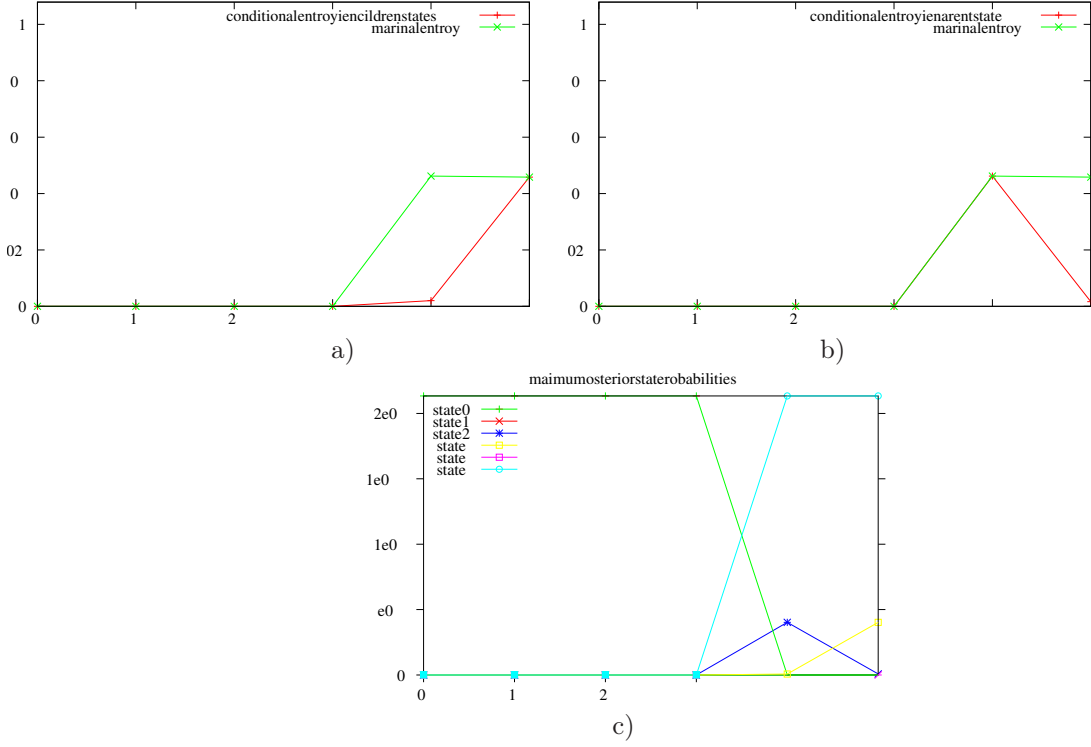 1
conditionalentroyiencildrenstates
marinalentroy
0
0
0
02
0
0
1
2
a)
1
conditionalentroyienarentstate
marinalentroy
0
0
0
02
0
0
1
2
b)
maimumosteriorstaterobabilities
2e0
state0
state1
state2
state
state
state
1e0
1e0
e0
0
0
1
2
c)